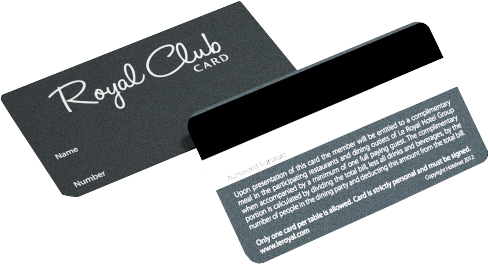 Royal Club
CARD
Name
Number
Authorized Signature
Upon presentation of this card the member will be entitled to a complimentary
meal in the participating restaurants and dining outlets of Le Royal Hotel Group
when accompanied by a minimum of one full paying guest. The complimentary
portion is calculated by dividing the total bill, less all drinks and beverages, by the
number of people in the dining party and deducting this amount from the total bill.
Only one card per table is allowed. Card is strictly personal and must be signed.
www.leroyal.com